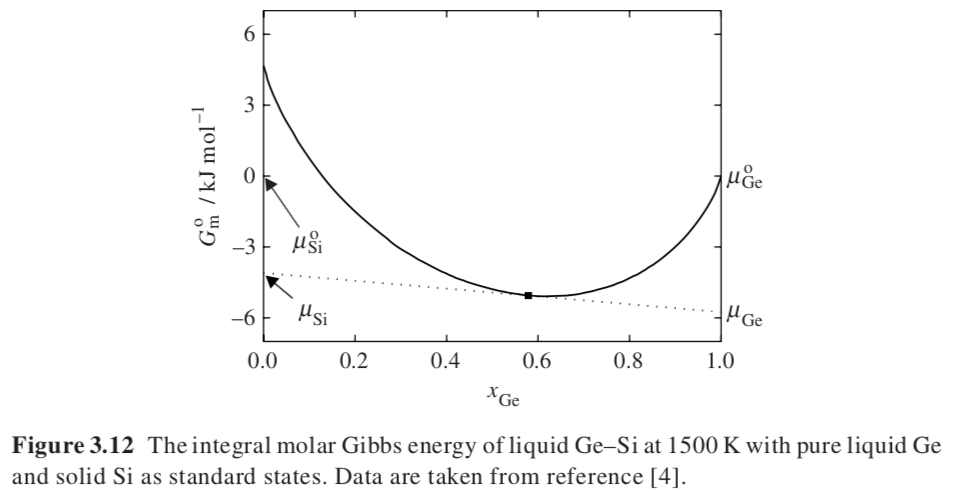 6
3
0
−3
−6
G°m / kJ mol⁻¹
μ°Si
μSi
μ°Ge
μGe
0.0 0.2 0.4 0.6 0.8 1.0
xGe
Figure 3.12 The integral molar Gibbs energy of liquid Ge–Si at 1500 K with pure liquid Ge
and solid Si as standard states. Data are taken from reference [4].